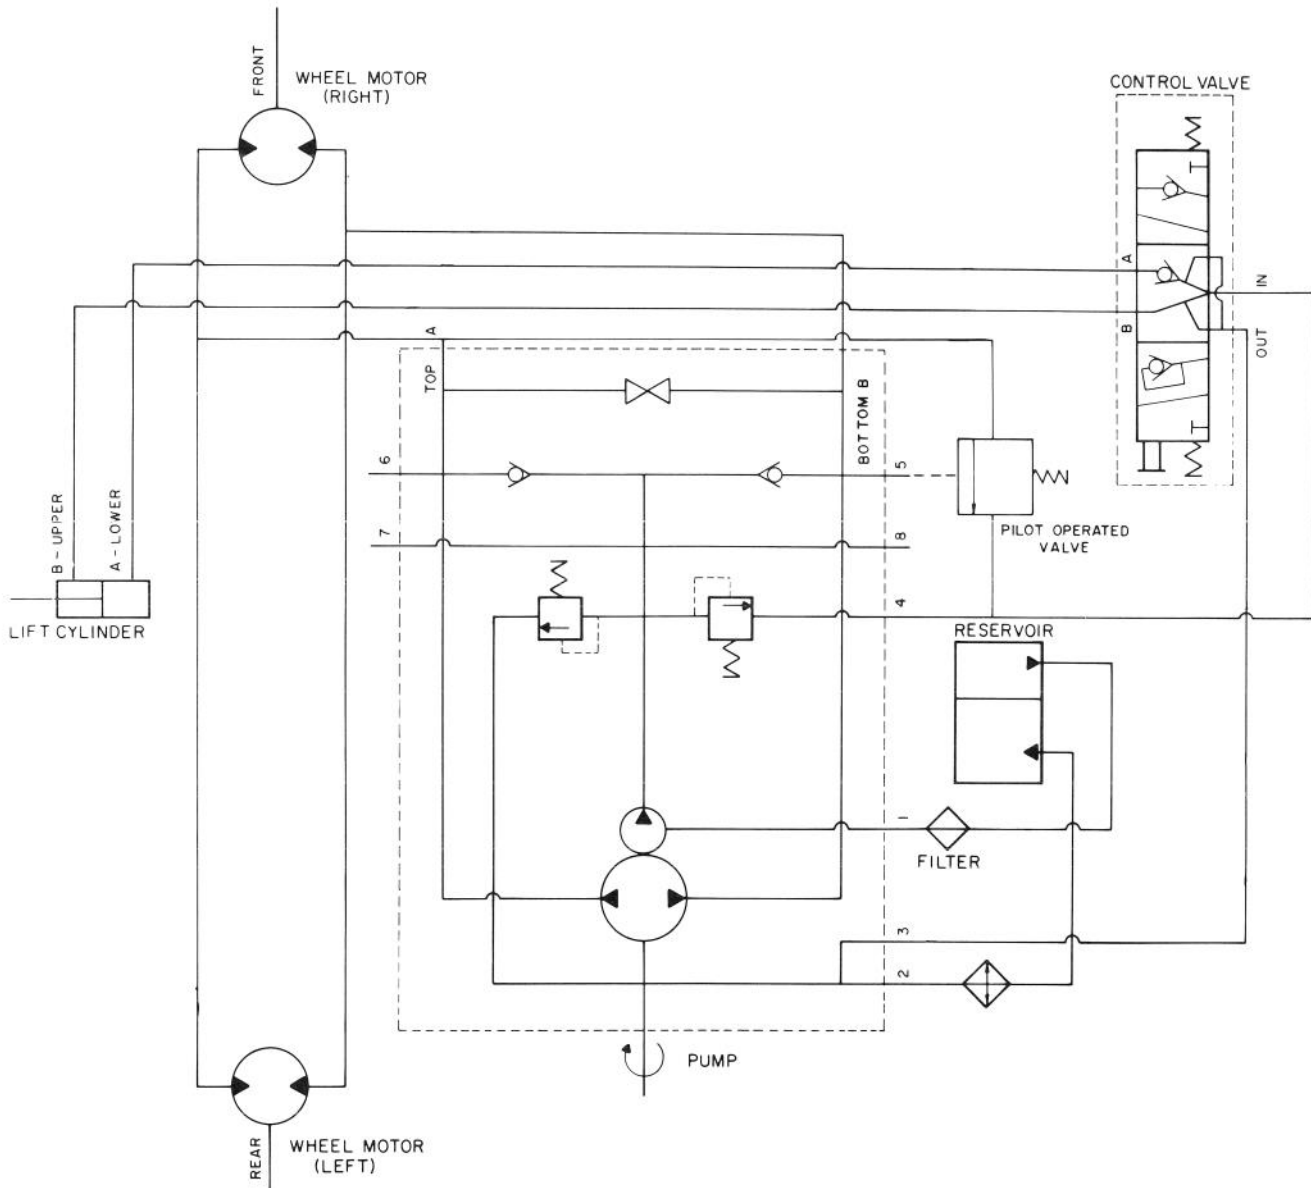 FRONT
WHEEL MOTOR
(RIGHT)
CONTROL VALVE
A
B
IN
OUT
A
TOP
BOTTOM B
6
5
7
8
4
PILOT OPERATED
VALVE
B - UPPER
A - LOWER
LIFT CYLINDER
RESERVOIR
1
FILTER
3
2
PUMP
REAR
WHEEL MOTOR
(LEFT)